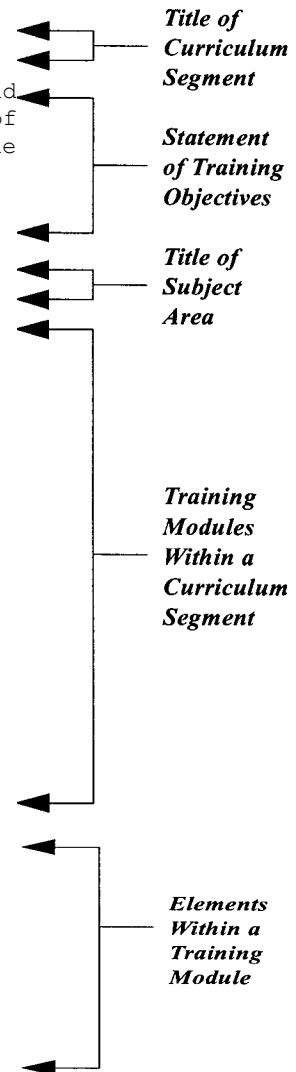 Title of
Curriculum
Segment
of
Statement
of Training
Objectives
Title of
Subject
Area
Training
Modules
Within a
Curriculum
Segment
Elements
Within a
Training
Module